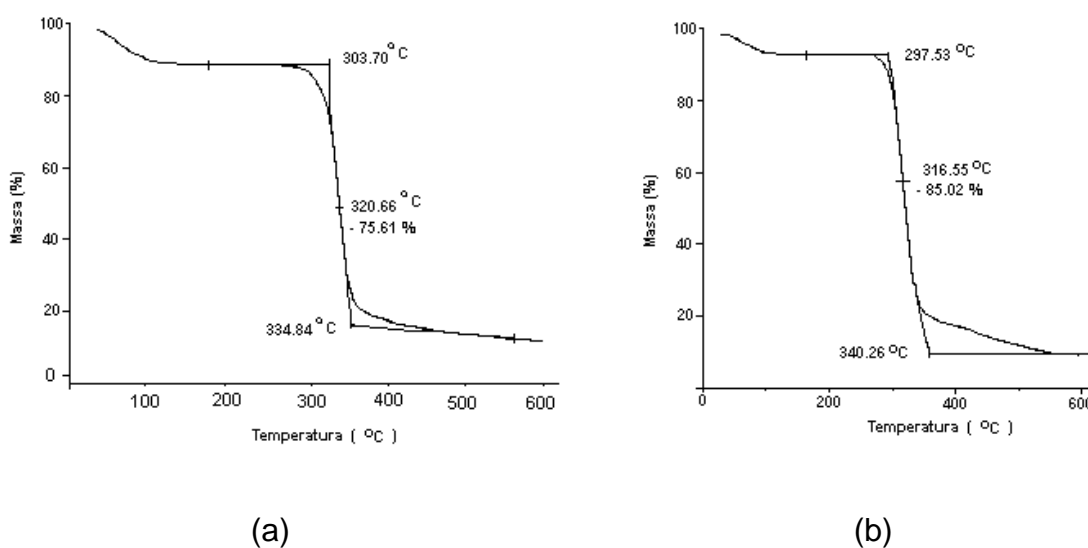 100
80
60
40
20
0
Massa (%)
303.70 °C
320.66 °C
- 75.61 %
334.84 °C
100 200 300 400 500 600
Temperatura ( °C )
(a)
100
80
60
40
20
Massa (%)
297.53 °C
316.55 °C
- 85.02 %
340.26 °C
0 200 400 600
Temperatura ( °C )
(b)